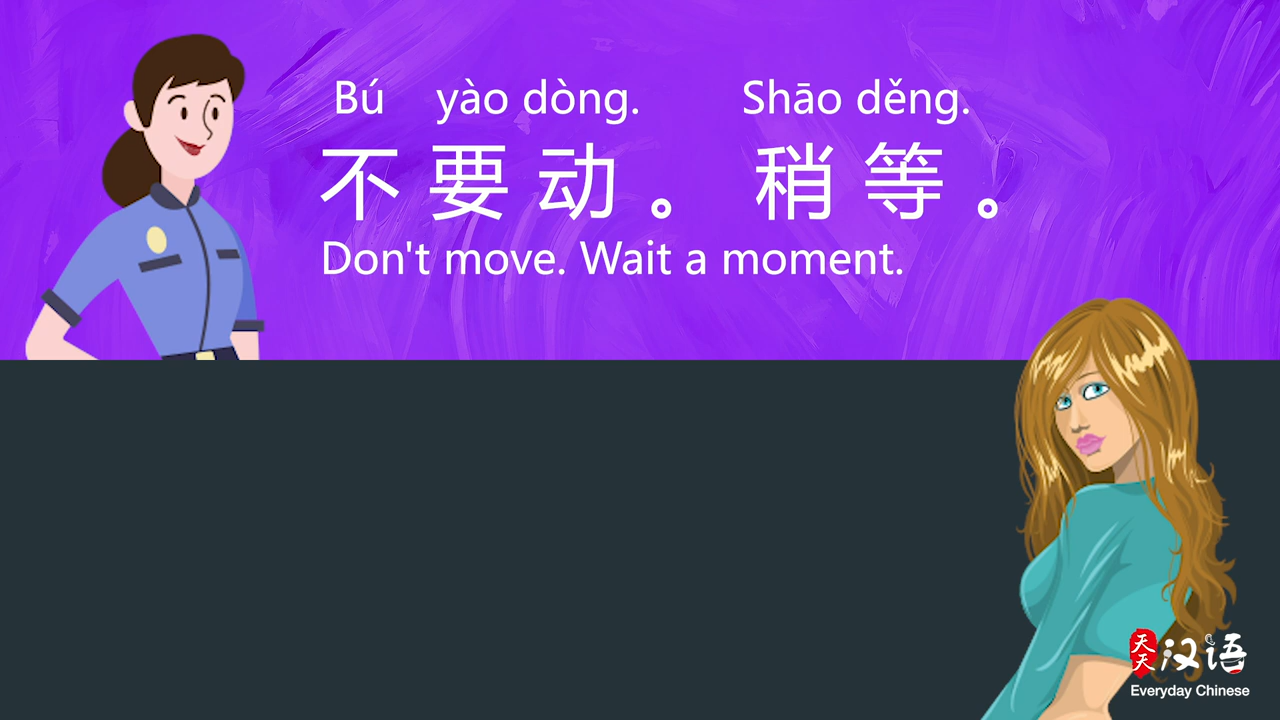 Bú yào dòng. Shāo děng.
不要动。 稍等。
Don't move. Wait a moment.
天天汉语
Everyday Chinese